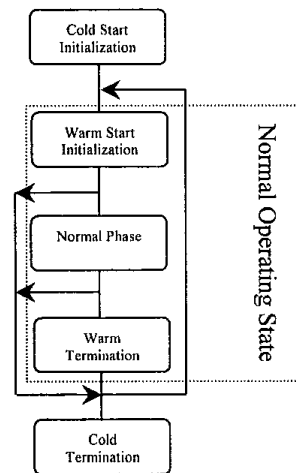 Cold Start
Initialization
Warm Start
Initialization
Normal Phase
Warm
Termination
Cold
Termination
Normal Operating State